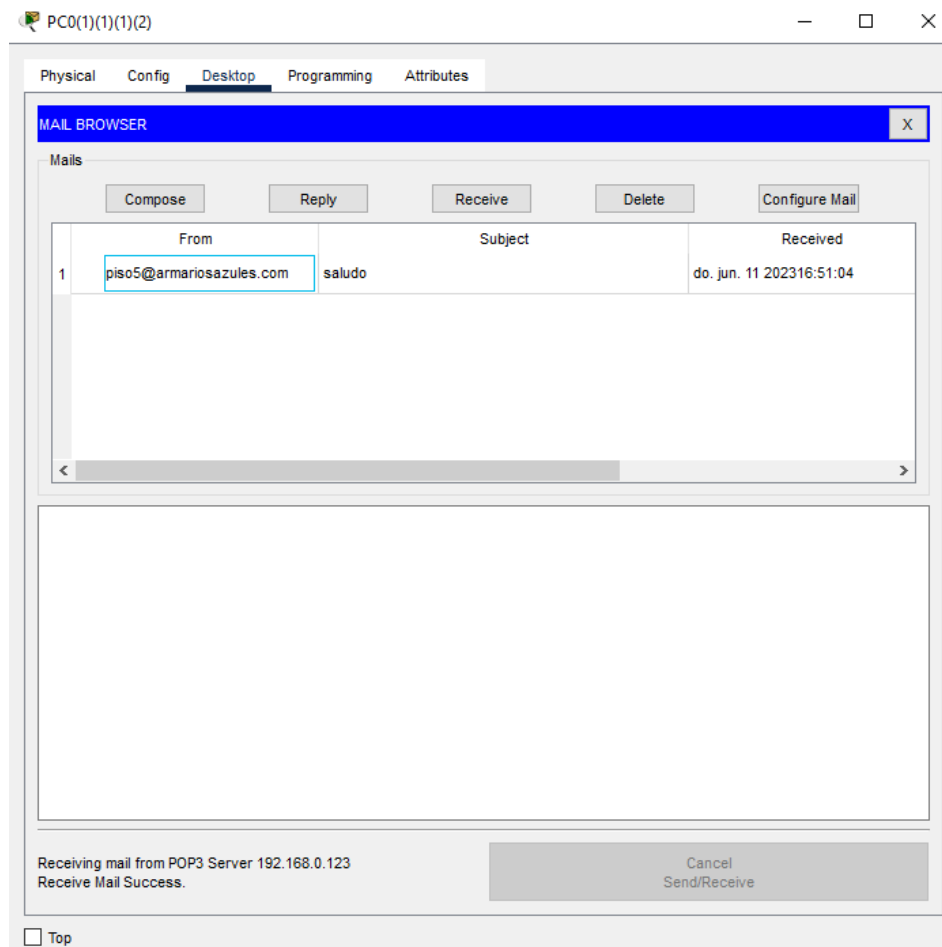 PC0(1)(1)(1)(2)
Physical Config Desktop Programming Attributes
MAIL BROWSER X
Mails
Compose Reply Receive Delete Configure Mail
From Subject Received
1 piso5@armariosazules.com saludo do. jun. 11 202316:51:04
Receiving mail from POP3 Server 192.168.0.123
Receive Mail Success.
Cancel
Send/Receive
Top